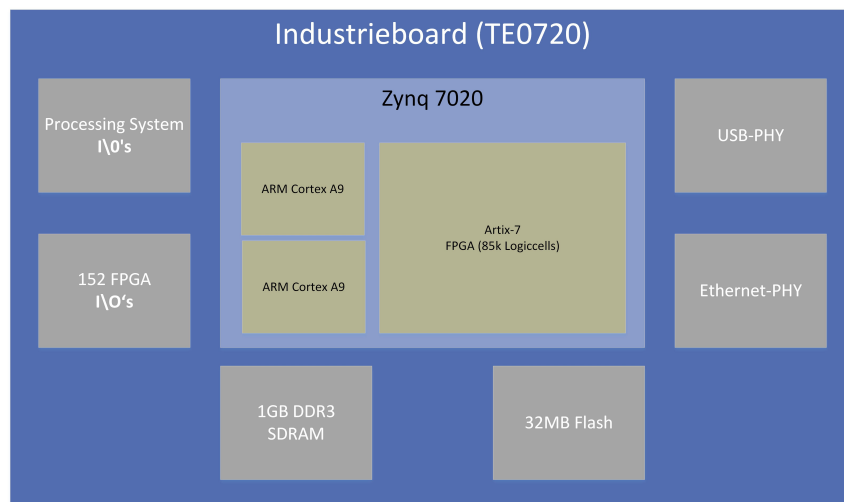 Industrieboard (TE0720)
Processing System
I\0's
152 FPGA
I\O‘s
Zynq 7020
ARM Cortex A9
ARM Cortex A9
Artix-7
FPGA (85k Logiccells)
USB-PHY
Ethernet-PHY
1GB DDR3
SDRAM
32MB Flash